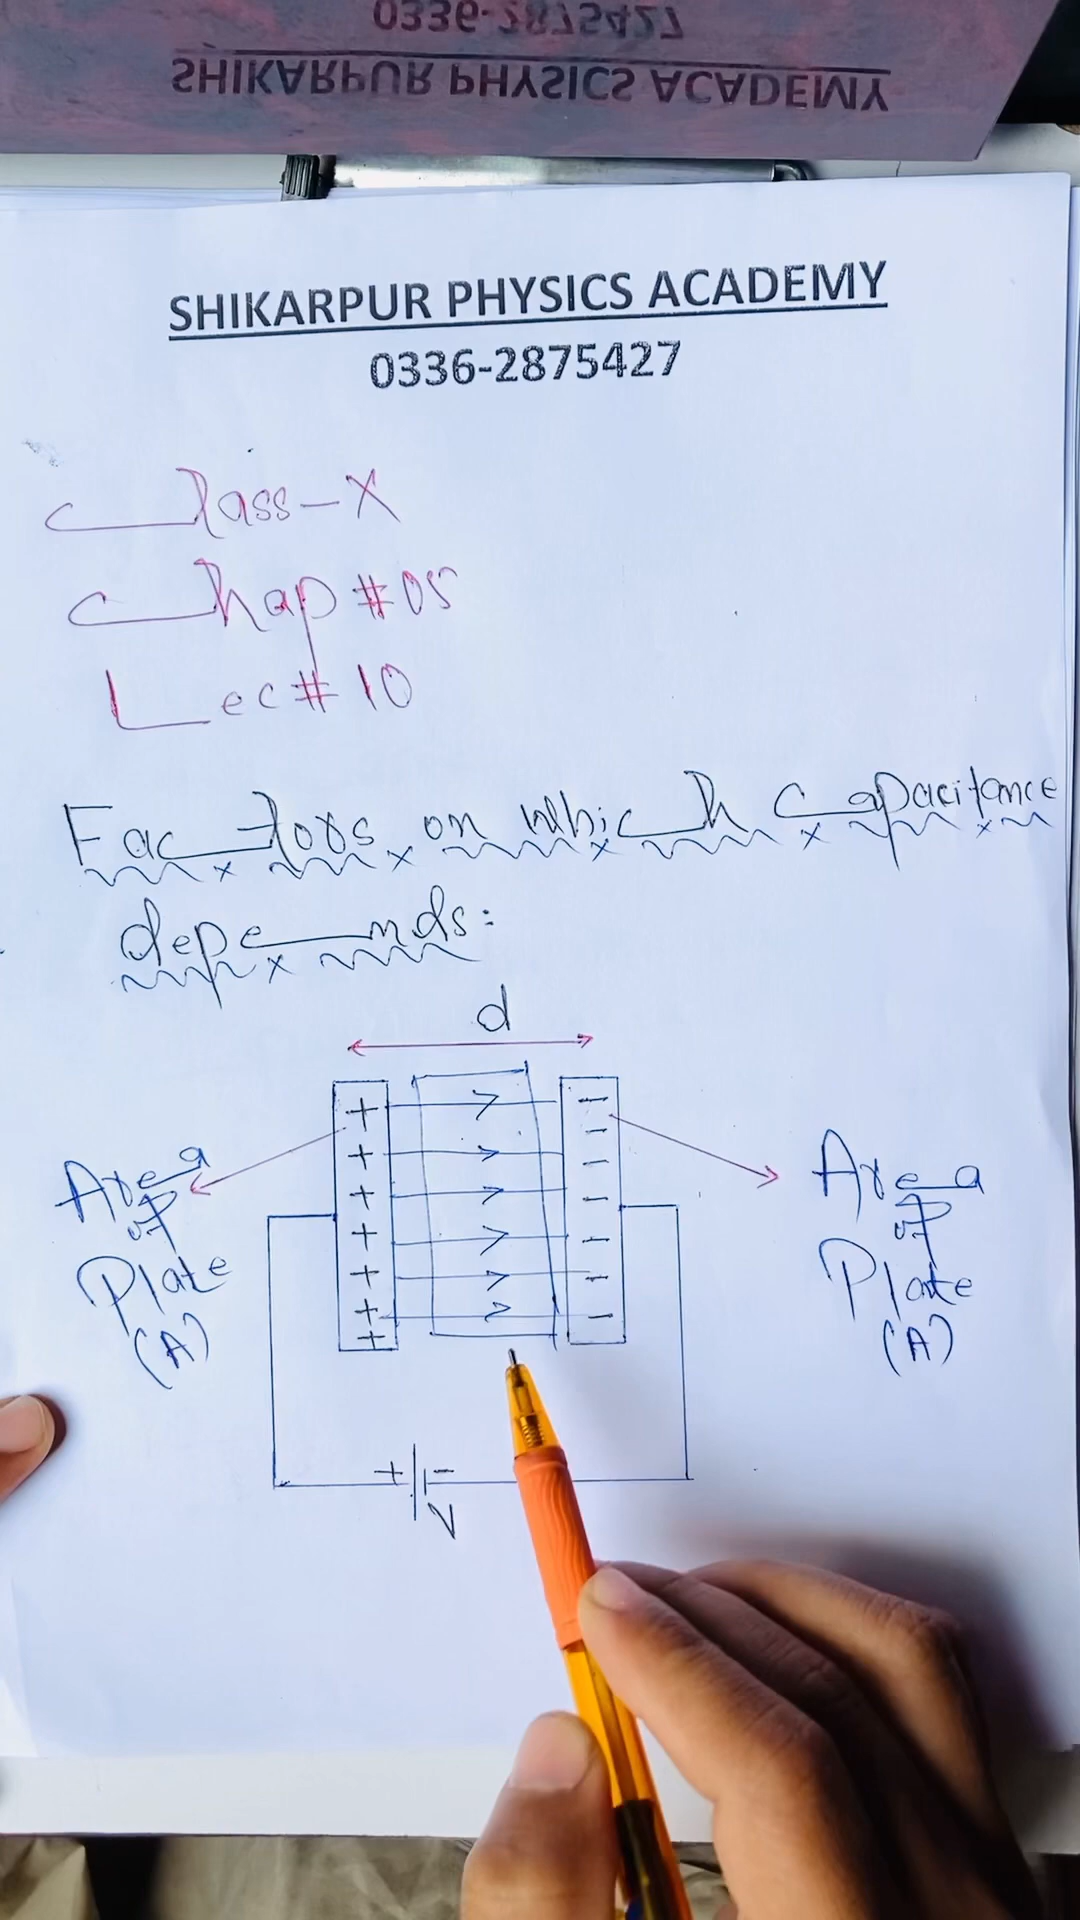 0336-2875427
SHIKARPUR PHYSICS ACADEMY
SHIKARPUR PHYSICS ACADEMY
0336-2875427
Class-X
Chap #05
Lec# 10
Factors on which Capacitance
depends:
d
+ −
+ −
+ −
+ −
+ −
+ −
+ −
Area
of
Plate
(A)
Area
of
Plate
(A)
+ −
V